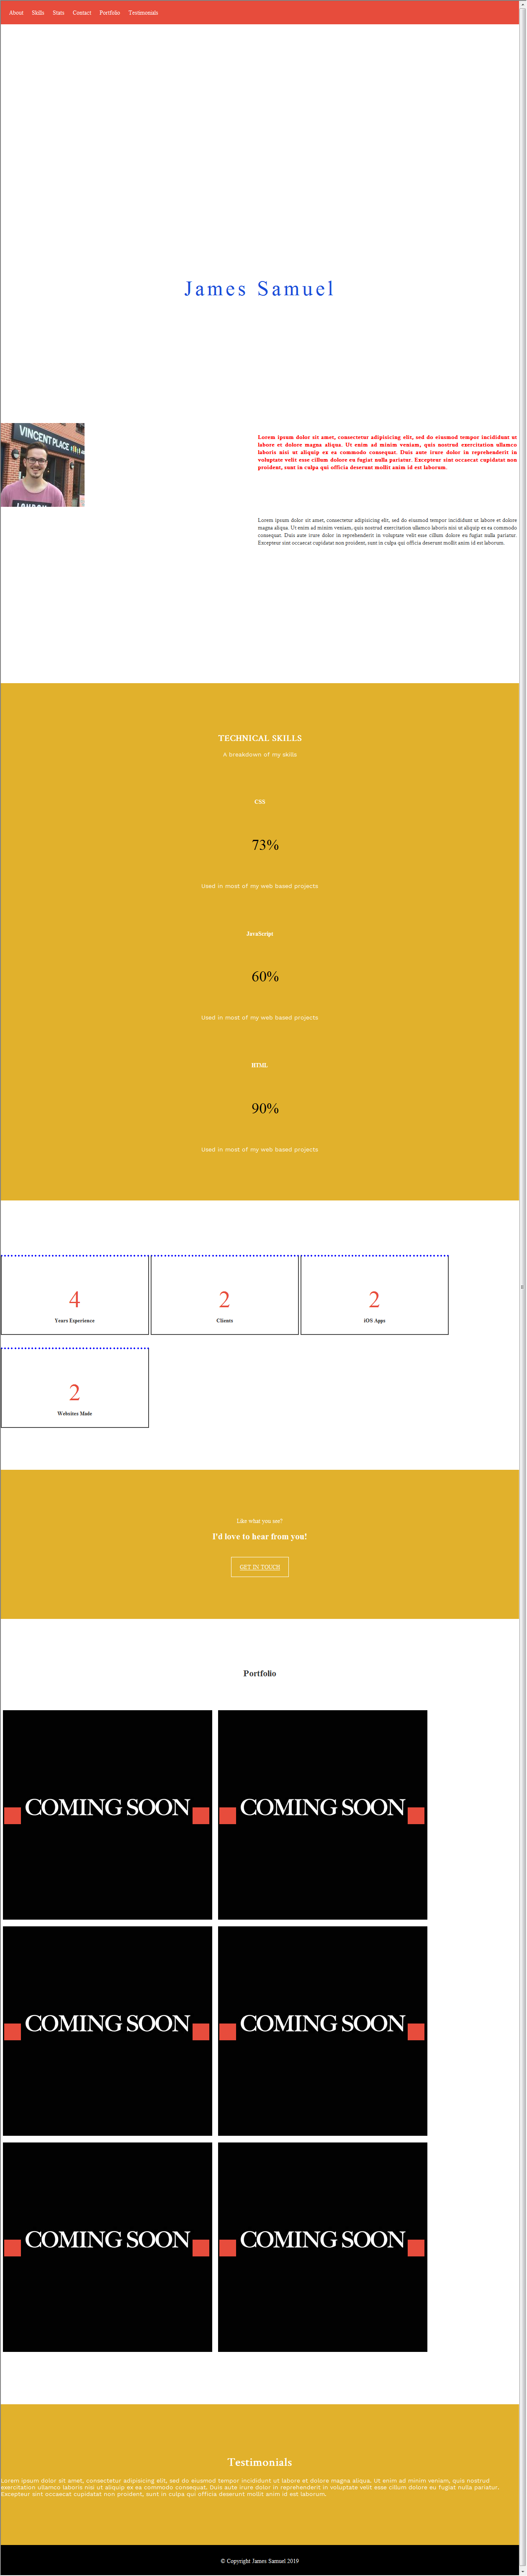 About Skills Stats Contact Portfolio Testimonials
James Samuel
VINCENT PLACE
LONDON
Lorem ipsum dolor sit amet, consectetur adipisicing elit, sed do eiusmod tempor incididunt ut
labore et dolore magna aliqua. Ut enim ad minim veniam, quis nostrud exercitation ullamco
laboris nisi ut aliquip ex ea commodo consequat. Duis aute irure dolor in reprehenderit in
voluptate velit esse cillum dolore eu fugiat nulla pariatur. Excepteur sint occaecat cupidatat non
proident, sunt in culpa qui officia deserunt mollit anim id est laborum.
Lorem ipsum dolor sit amet, consectetur adipisicing elit, sed do eiusmod tempor incididunt ut labore et dolore
magna aliqua. Ut enim ad minim veniam, quis nostrud exercitation ullamco laboris nisi ut aliquip ex ea commodo
consequat. Duis aute irure dolor in reprehenderit in voluptate velit esse cillum dolore eu fugiat nulla pariatur.
Excepteur sint occaecat cupidatat non proident, sunt in culpa qui officia deserunt mollit anim id est laborum.
TECHNICAL SKILLS
A breakdown of my skills
CSS
73%
Used in most of my web based projects
JavaScript
60%
Used in most of my web based projects
HTML
90%
Used in most of my web based projects
4
Years Experience
2
Clients
2
iOS Apps
2
Websites Made
Like what you see?
I'd love to hear from you!
GET IN TOUCH
Portfolio
COMING SOON
COMING SOON
COMING SOON
COMING SOON
COMING SOON
COMING SOON
Testimonials
Lorem ipsum dolor sit amet, consectetur adipisicing elit, sed do eiusmod tempor incididunt ut labore et dolore magna aliqua. Ut enim ad minim veniam, quis nostrud
exercitation ullamco laboris nisi ut aliquip ex ea commodo consequat. Duis aute irure dolor in reprehenderit in voluptate velit esse cillum dolore eu fugiat nulla pariatur.
Excepteur sint occaecat cupidatat non proident, sunt in culpa qui officia deserunt mollit anim id est laborum.
© Copyright James Samuel 2019